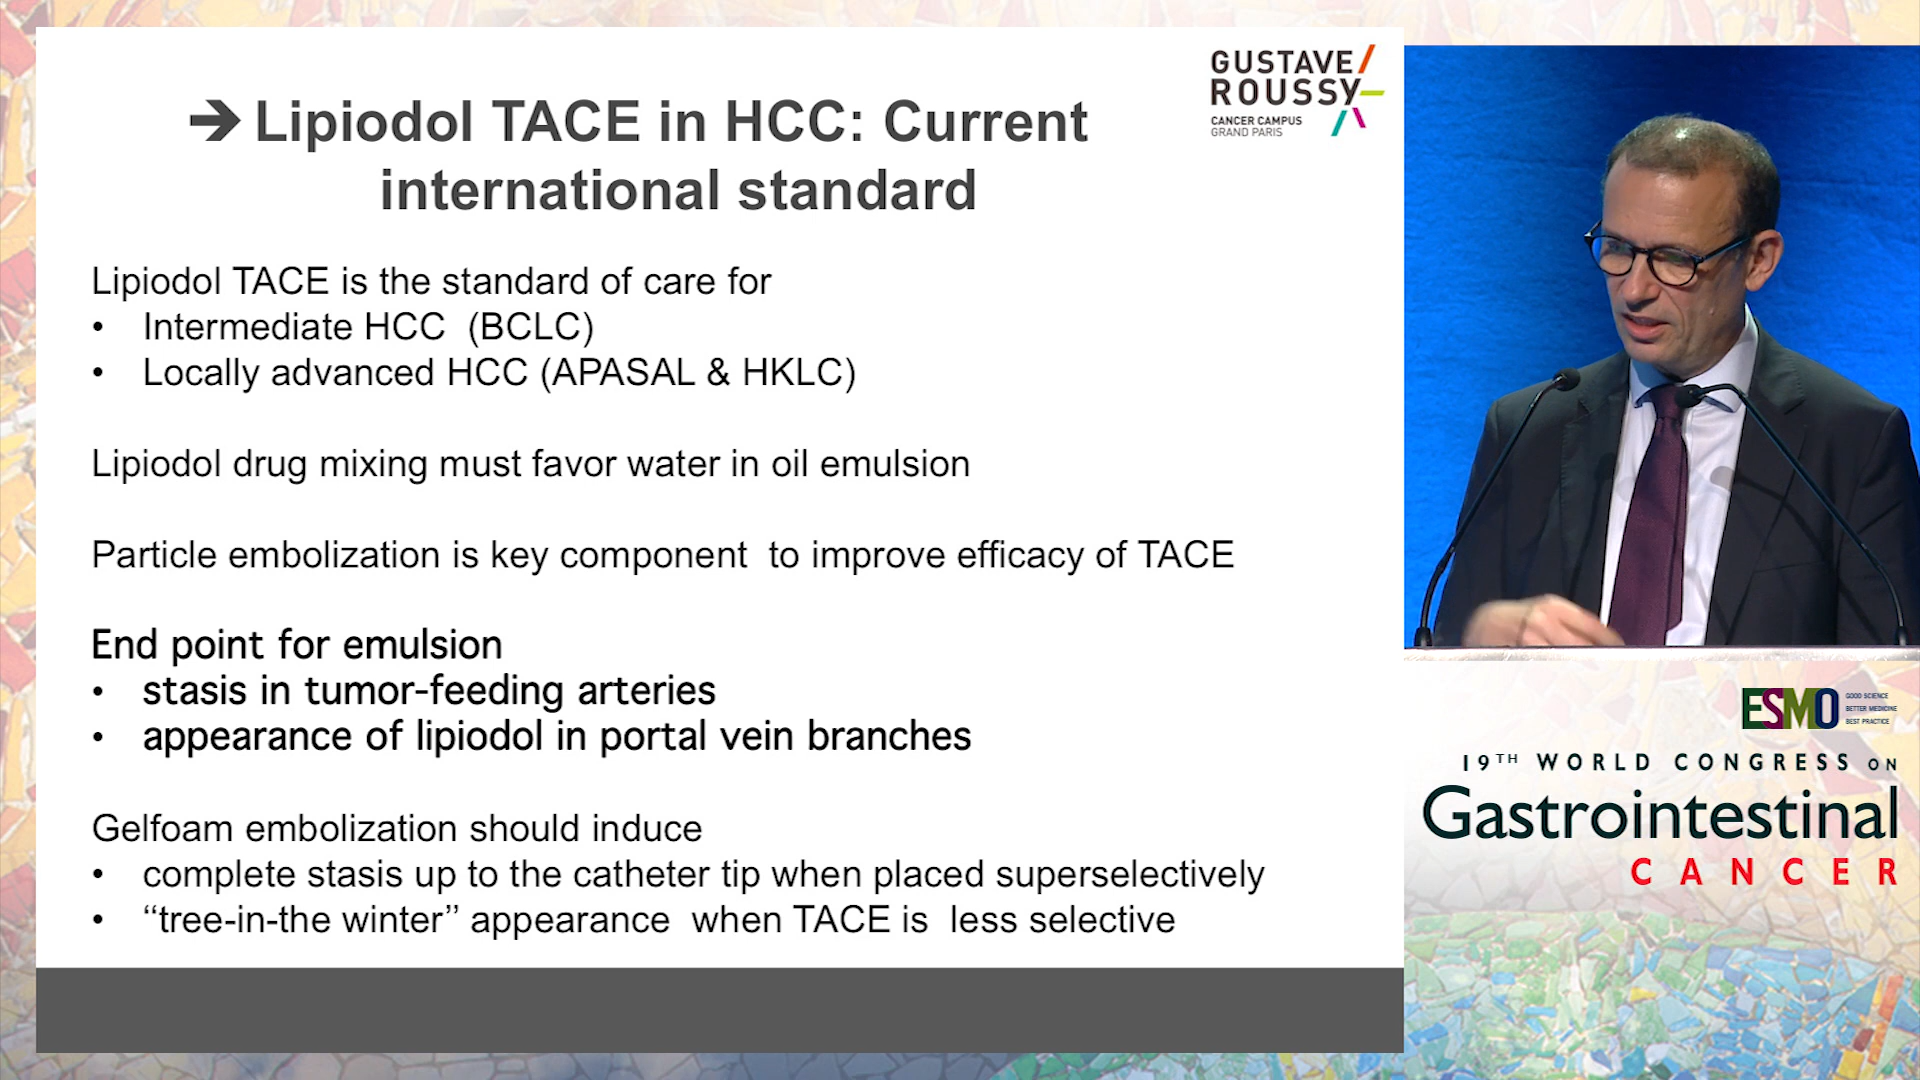 GUSTAVE
ROUSSY
CANCER CAMPUS
GRAND PARIS
➔ Lipiodol TACE in HCC: Current
international standard
Lipiodol TACE is the standard of care for
• Intermediate HCC (BCLC)
• Locally advanced HCC (APASAL & HKLC)
Lipiodol drug mixing must favor water in oil emulsion
Particle embolization is key component to improve efficacy of TACE
End point for emulsion
• stasis in tumor-feeding arteries
• appearance of lipiodol in portal vein branches
Gelfoam embolization should induce
• complete stasis up to the catheter tip when placed superselectively
• “tree-in-the winter” appearance when TACE is less selective
ESMO
GOOD SCIENCE
BETTER MEDICINE
BEST PRACTICE
19TH WORLD CONGRESS ON
Gastrointestinal
CANCER